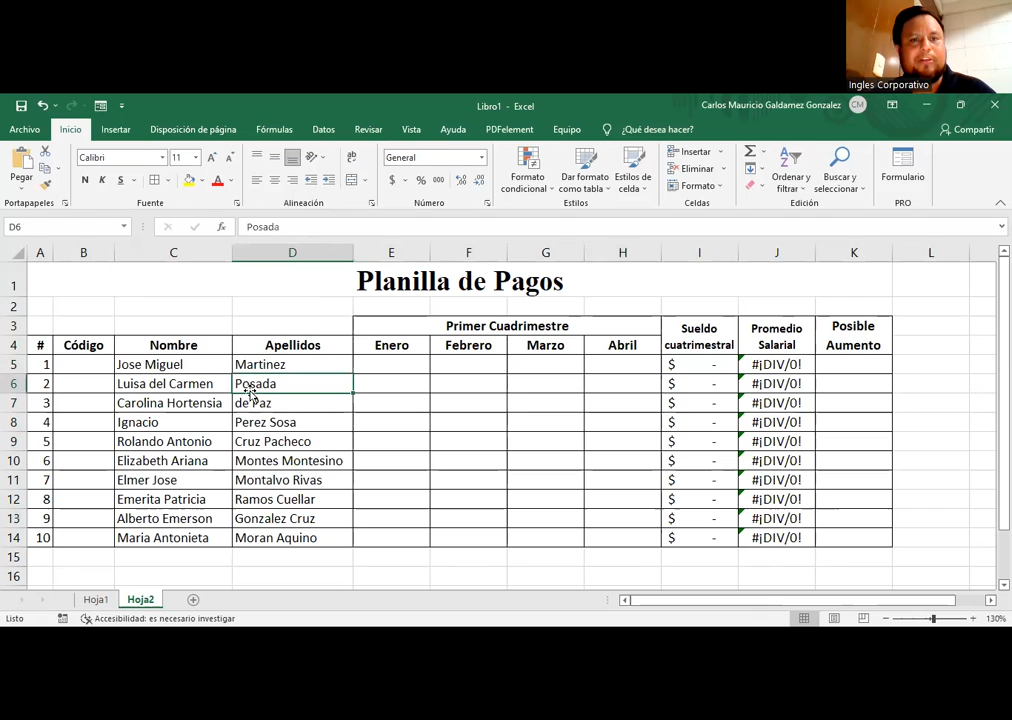 Ingles Corporativo
Libro1 - Excel
Carlos Mauricio Galdamez Gonzalez CM
Archivo Inicio Insertar Disposición de página Fórmulas Datos Revisar Vista Ayuda PDFelement Equipo ¿Qué desea hacer? Compartir
Pegar
Calibri 11
N K S
General
$ % 000
Formato condicional
Dar formato como tabla
Estilos de celda
Insertar
Eliminar
Formato
Ordenar y filtrar
Buscar y seleccionar
Formulario
Portapapeles Fuente Alineación Número Estilos Celdas Edición PRO
D6 fx Posada
A B C D E F G H I J K L
1 Planilla de Pagos
2
3 Primer Cuadrimestre Sueldo Promedio Posible
4 # Código Nombre Apellidos Enero Febrero Marzo Abril cuatrimestral Salarial Aumento
5 1 Jose Miguel Martinez $ - #¡DIV/0!
6 2 Luisa del Carmen Posada $ - #¡DIV/0!
7 3 Carolina Hortensia de Paz $ - #¡DIV/0!
8 4 Ignacio Perez Sosa $ - #¡DIV/0!
9 5 Rolando Antonio Cruz Pacheco $ - #¡DIV/0!
10 6 Elizabeth Ariana Montes Montesino $ - #¡DIV/0!
11 7 Elmer Jose Montalvo Rivas $ - #¡DIV/0!
12 8 Emerita Patricia Ramos Cuellar $ - #¡DIV/0!
13 9 Alberto Emerson Gonzalez Cruz $ - #¡DIV/0!
14 10 Maria Antonieta Moran Aquino $ - #¡DIV/0!
15
16
Hoja1 Hoja2
Listo Accesibilidad: es necesario investigar 130%